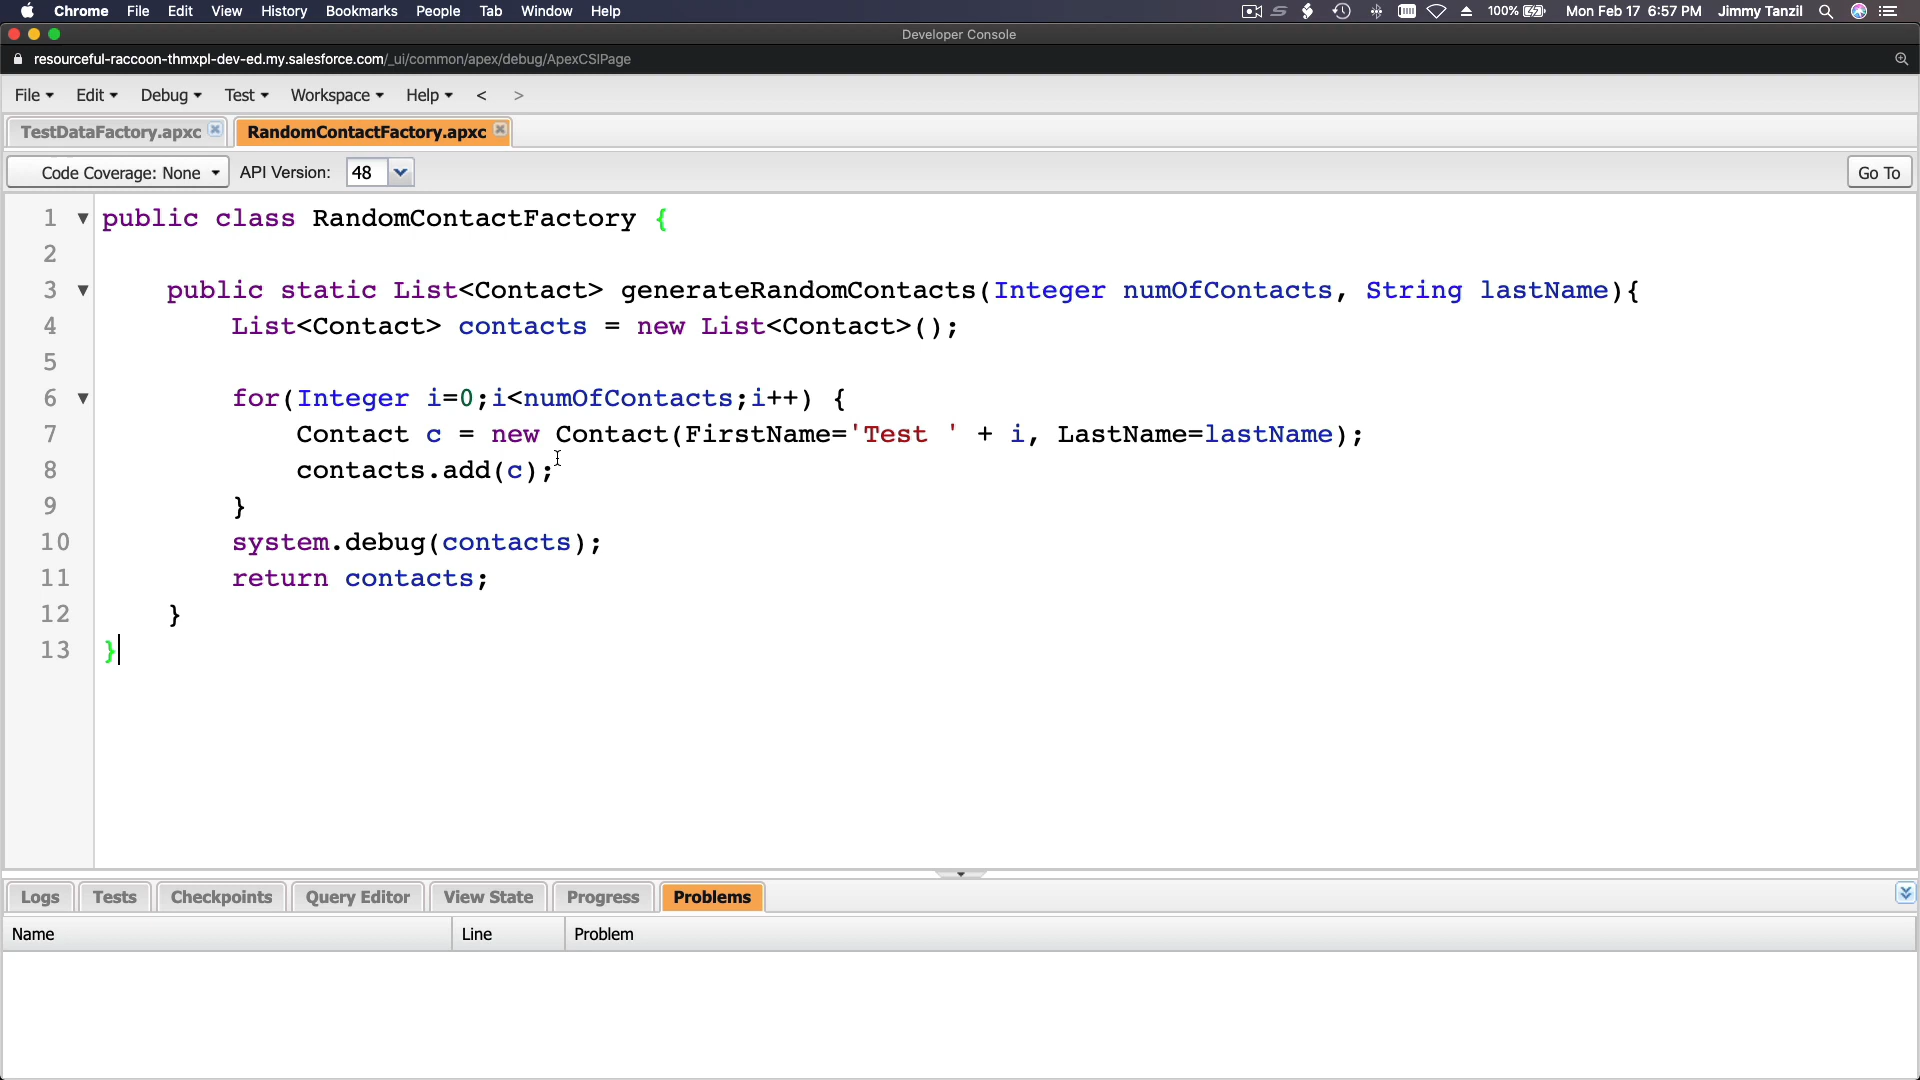 Chrome File Edit View History Bookmarks People Tab Window Help 100% Mon Feb 17 6:57 PM Jimmy Tanzil
Developer Console
resourceful-raccoon-thmxpl-dev-ed.my.salesforce.com/_ui/common/apex/debug/ApexCSIPage
File Edit Debug Test Workspace Help < >
TestDataFactory.apxc RandomContactFactory.apxc
Code Coverage: None API Version: 48 Go To
1 public class RandomContactFactory {
2
3 public static List<Contact> generateRandomContacts(Integer numOfContacts, String lastName){
4 List<Contact> contacts = new List<Contact>();
5
6 for(Integer i=0;i<numOfContacts;i++) {
7 Contact c = new Contact(FirstName='Test ' + i, LastName=lastName);
8 contacts.add(c);
9 }
10 system.debug(contacts);
11 return contacts;
12 }
13 }
Logs Tests Checkpoints Query Editor View State Progress Problems
Name Line Problem